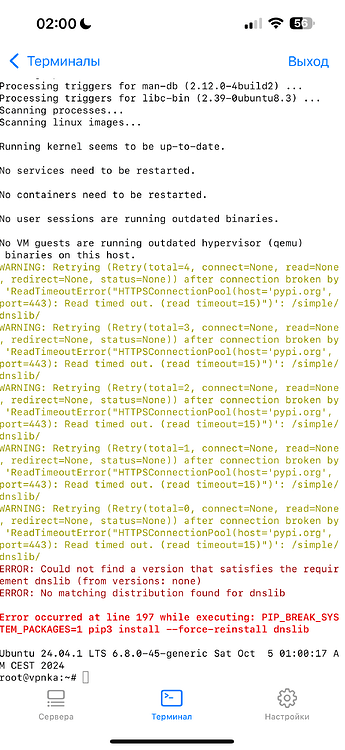 02:00
56
Терминалы
Выход
Processing triggers for man-db (2.12.0-4build2) ...
Processing triggers for libc-bin (2.39-0ubuntu8.3) ...
Scanning processes...
Scanning linux images...
Running kernel seems to be up-to-date.
No services need to be restarted.
No containers need to be restarted.
No user sessions are running outdated binaries.
No VM guests are running outdated hypervisor (qemu)
binaries on this host.
WARNING: Retrying (Retry(total=4, connect=None, read=None
, redirect=None, status=None)) after connection broken by
'ReadTimeoutError("HTTPSConnectionPool(host='pypi.org',
port=443): Read timed out. (read timeout=15)")': /simple/
dnslib/
WARNING: Retrying (Retry(total=3, connect=None, read=None
, redirect=None, status=None)) after connection broken by
'ReadTimeoutError("HTTPSConnectionPool(host='pypi.org',
port=443): Read timed out. (read timeout=15)")': /simple/
dnslib/
WARNING: Retrying (Retry(total=2, connect=None, read=None
, redirect=None, status=None)) after connection broken by
'ReadTimeoutError("HTTPSConnectionPool(host='pypi.org',
port=443): Read timed out. (read timeout=15)")': /simple/
dnslib/
WARNING: Retrying (Retry(total=1, connect=None, read=None
, redirect=None, status=None)) after connection broken by
'ReadTimeoutError("HTTPSConnectionPool(host='pypi.org',
port=443): Read timed out. (read timeout=15)")': /simple/
dnslib/
WARNING: Retrying (Retry(total=0, connect=None, read=None
, redirect=None, status=None)) after connection broken by
'ReadTimeoutError("HTTPSConnectionPool(host='pypi.org',
port=443): Read timed out. (read timeout=15)")': /simple/
dnslib/
ERROR: Could not find a version that satisfies the requir
ement dnslib (from versions: none)
ERROR: No matching distribution found for dnslib
Error occurred at line 197 while executing: PIP_BREAK_SYS
TEM_PACKAGES=1 pip3 install --force-reinstall dnslib
Ubuntu 24.04.1 LTS 6.8.0-45-generic Sat Oct  5 01:00:17 A
M CEST 2024
root@vpnka:~#
Сервера
Терминал
Настройки